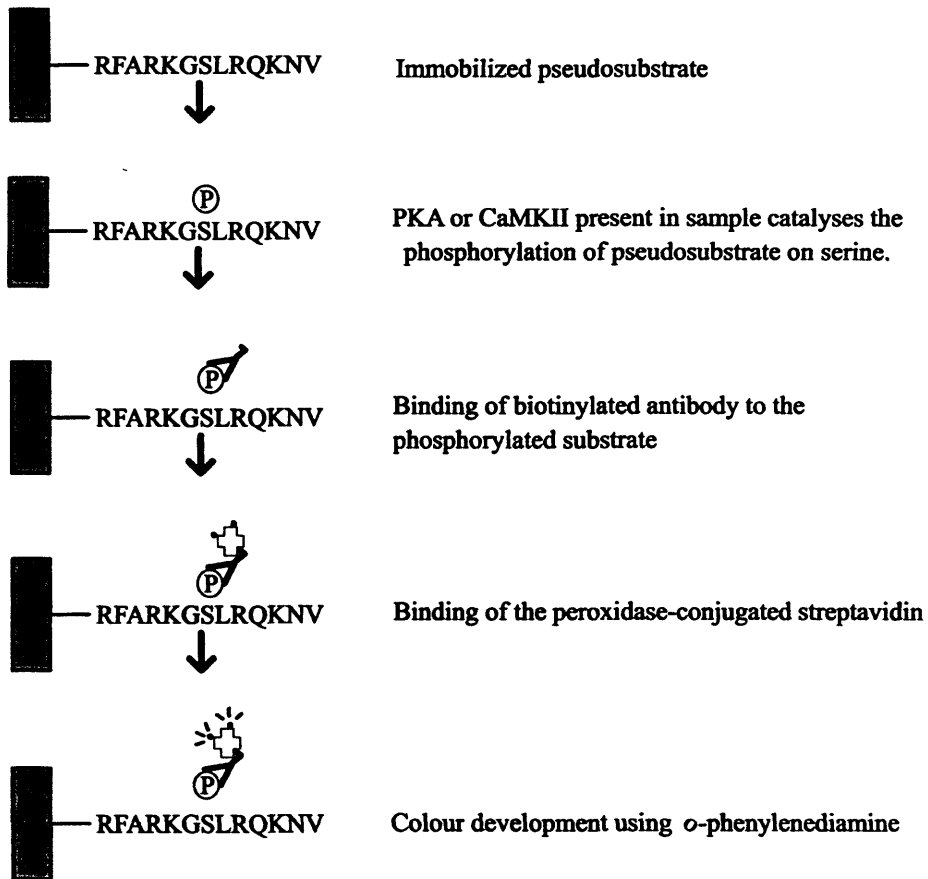 RFARKGSLRQKNV Immobilized pseudosubstrate
P
RFARKGSLRQKNV PKA or CaMKII present in sample catalyses the
phosphorylation of pseudosubstrate on serine.
P
RFARKGSLRQKNV Binding of biotinylated antibody to the
phosphorylated substrate
P
RFARKGSLRQKNV Binding of the peroxidase-conjugated streptavidin
P
RFARKGSLRQKNV Colour development using o-phenylenediamine